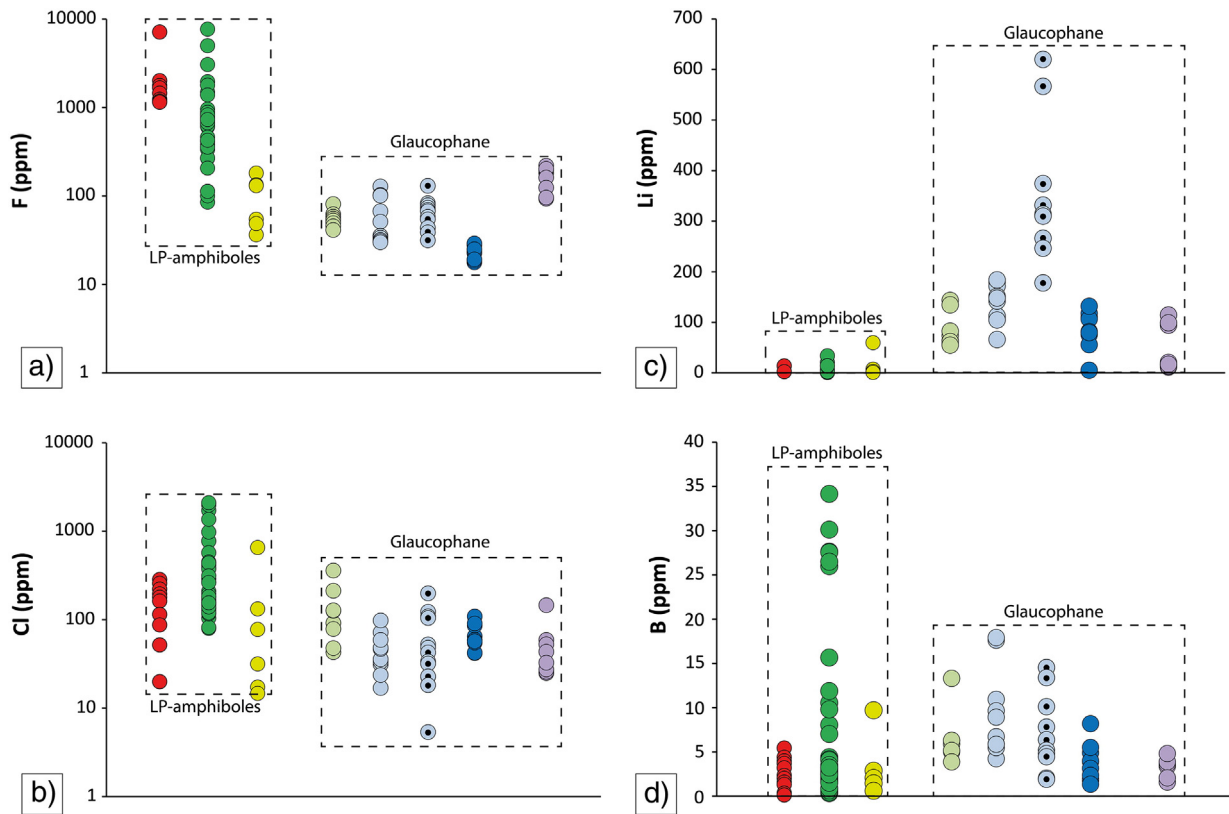 10000
1000
100
10
1
F (ppm)
LP-amphiboles
Glaucophane
a)
700
600
500
400
300
200
100
0
Li (ppm)
LP-amphiboles
Glaucophane
c)
10000
1000
100
10
1
Cl (ppm)
LP-amphiboles
Glaucophane
b)
40
35
30
25
20
15
10
5
0
B (ppm)
LP-amphiboles
Glaucophane
d)